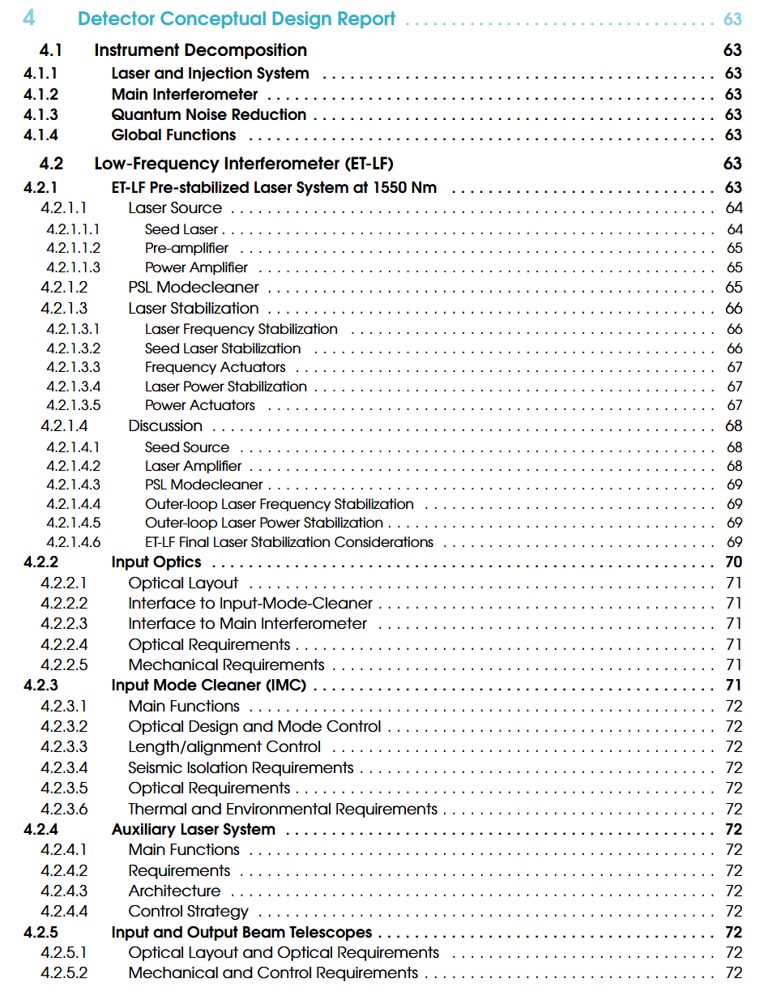 4 Detector Conceptual Design Report . . . . . . . . . . . . . . . . . . . . . . . . . . . . . . . . . . 63
4.1 Instrument Decomposition 63
4.1.1 Laser and Injection System . . . . . . . . . . . . . . . . . . . . 63
4.1.2 Main Interferometer . . . . . . . . . . . . . . . . . . . . 63
4.1.3 Quantum Noise Reduction . . . . . . . . . . . . . . . . . . . . 63
4.1.4 Global Functions . . . . . . . . . . . . . . . . . . . . 63
4.2 Low-Frequency Interferometer (ET-LF) 63
4.2.1 ET-LF Pre-stabilized Laser System at 1550 Nm . . . . . . . . . . . . . . . . . . . . 63
4.2.1.1 Laser Source . . . . . . . . . . . . . . . . . . . . 64
4.2.1.1.1 Seed Laser . . . . . . . . . . . . . . . . . . . . 64
4.2.1.1.2 Pre-amplifier . . . . . . . . . . . . . . . . . . . . 65
4.2.1.1.3 Power Amplifier . . . . . . . . . . . . . . . . . . . . 65
4.2.1.2 PSL Modecleaner . . . . . . . . . . . . . . . . . . . . 65
4.2.1.3 Laser Stabilization . . . . . . . . . . . . . . . . . . . . 66
4.2.1.3.1 Laser Frequency Stabilization . . . . . . . . . . . . . . . . . . . . 66
4.2.1.3.2 Seed Laser Stabilization . . . . . . . . . . . . . . . . . . . . 66
4.2.1.3.3 Frequency Actuators . . . . . . . . . . . . . . . . . . . . 67
4.2.1.3.4 Laser Power Stabilization . . . . . . . . . . . . . . . . . . . . 67
4.2.1.3.5 Power Actuators . . . . . . . . . . . . . . . . . . . . 67
4.2.1.4 Discussion . . . . . . . . . . . . . . . . . . . . 68
4.2.1.4.1 Seed Source . . . . . . . . . . . . . . . . . . . . 68
4.2.1.4.2 Laser Amplifier . . . . . . . . . . . . . . . . . . . . 68
4.2.1.4.3 PSL Modecleaner . . . . . . . . . . . . . . . . . . . . 69
4.2.1.4.4 Outer-loop Laser Frequency Stabilization . . . . . . . . . . . . . . . . . . . . 69
4.2.1.4.5 Outer-loop Laser Power Stabilization . . . . . . . . . . . . . . . . . . . . 69
4.2.1.4.6 ET-LF Final Laser Stabilization Considerations . . . . . . . . . . . . . . . . . . . . 69
4.2.2 Input Optics . . . . . . . . . . . . . . . . . . . . 70
4.2.2.1 Optical Layout . . . . . . . . . . . . . . . . . . . . 71
4.2.2.2 Interface to Input-Mode-Cleaner . . . . . . . . . . . . . . . . . . . . 71
4.2.2.3 Interface to Main Interferometer . . . . . . . . . . . . . . . . . . . . 71
4.2.2.4 Optical Requirements . . . . . . . . . . . . . . . . . . . . 71
4.2.2.5 Mechanical Requirements . . . . . . . . . . . . . . . . . . . . 71
4.2.3 Input Mode Cleaner (IMC) . . . . . . . . . . . . . . . . . . . . 71
4.2.3.1 Main Functions . . . . . . . . . . . . . . . . . . . . 72
4.2.3.2 Optical Design and Mode Control . . . . . . . . . . . . . . . . . . . . 72
4.2.3.3 Length/alignment Control . . . . . . . . . . . . . . . . . . . . 72
4.2.3.4 Seismic Isolation Requirements . . . . . . . . . . . . . . . . . . . . 72
4.2.3.5 Optical Requirements . . . . . . . . . . . . . . . . . . . . 72
4.2.3.6 Thermal and Environmental Requirements . . . . . . . . . . . . . . . . . . . . 72
4.2.4 Auxiliary Laser System . . . . . . . . . . . . . . . . . . . . 72
4.2.4.1 Main Functions . . . . . . . . . . . . . . . . . . . . 72
4.2.4.2 Requirements . . . . . . . . . . . . . . . . . . . . 72
4.2.4.3 Architecture . . . . . . . . . . . . . . . . . . . . 72
4.2.4.4 Control Strategy . . . . . . . . . . . . . . . . . . . . 72
4.2.5 Input and Output Beam Telescopes . . . . . . . . . . . . . . . . . . . . 72
4.2.5.1 Optical Layout and Optical Requirements . . . . . . . . . . . . . . . . . . . . 72
4.2.5.2 Mechanical and Control Requirements . . . . . . . . . . . . . . . . . . . . 72